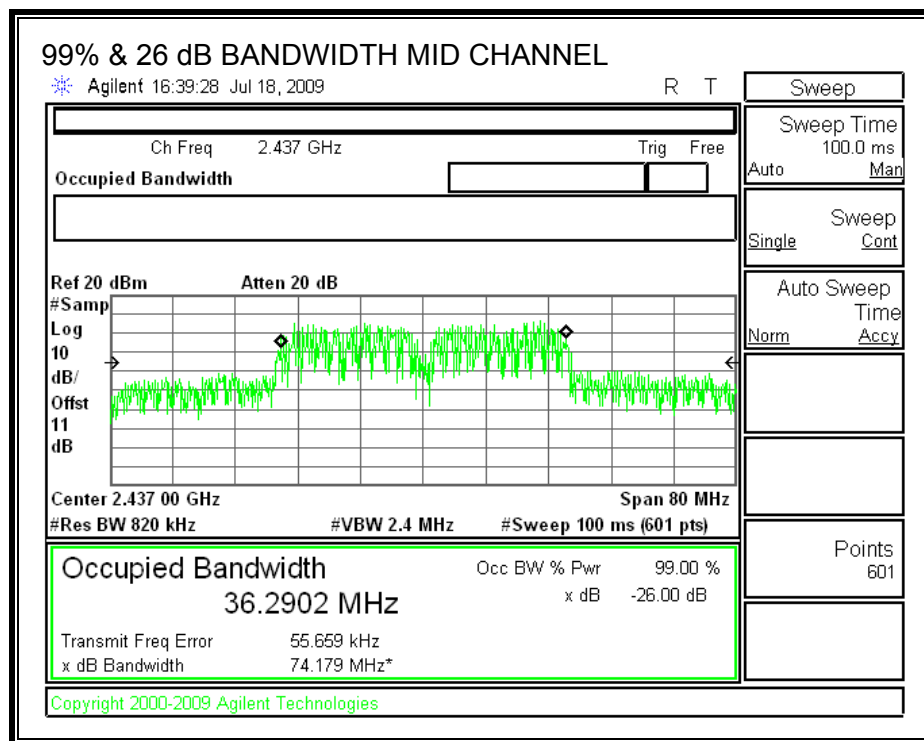 99% & 26 dB BANDWIDTH MID CHANNEL
Agilent 16:39:28 Jul 18, 2009 R T
Sweep
Ch Freq 2.437 GHz Trig Free
Occupied Bandwidth
Sweep Time
100.0 ms
Auto Man
Sweep
Single Cont
Auto Sweep
Time
Norm Accy
Points
601
Ref 20 dBm Atten 20 dB
#Samp
Log
10
dB/
Offst
11
dB
Center 2.437 00 GHz Span 80 MHz
#Res BW 820 kHz #VBW 2.4 MHz #Sweep 100 ms (601 pts)
Occupied Bandwidth Occ BW % Pwr 99.00 %
36.2902 MHz x dB -26.00 dB
Transmit Freq Error 55.659 kHz
x dB Bandwidth 74.179 MHz*
Copyright 2000-2009 Agilent Technologies